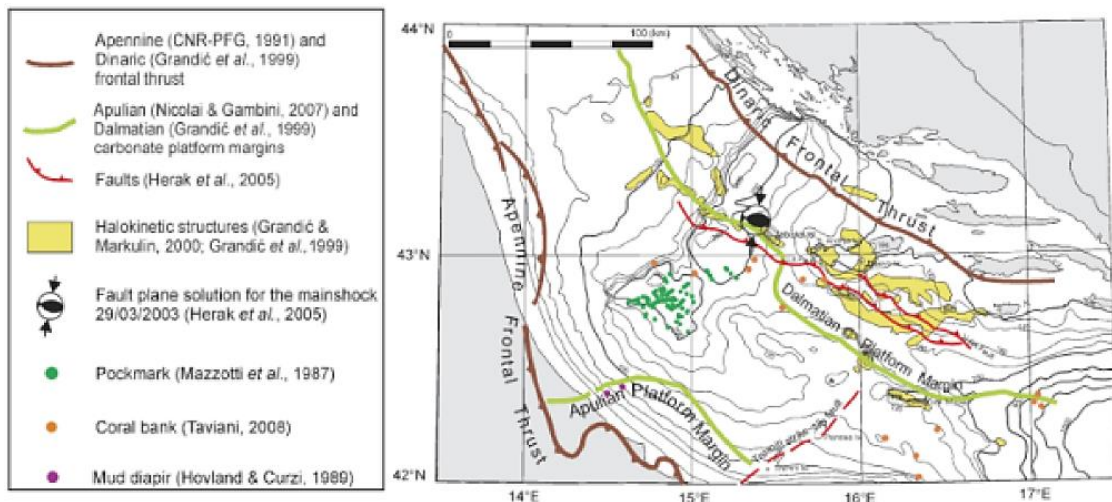 Apennine (CNR-PFG, 1991) and
Dinaric (Grandić et al., 1999)
frontal thrust
Apulian (Nicolai & Gambini, 2007) and
Dalmatian (Grandić et al., 1999)
carbonate platform margins
Faults (Herak et al., 2005)
Halokinetic structures (Grandić &
Markulin, 2000; Grandić et al., 1999)
Fault plane solution for the mainshock
29/03/2003 (Herak et al., 2005)
Pockmark (Mazzotti et al., 1987)
Coral bank (Taviani, 2008)
Mud diapir (Hovland & Curzi, 1989)
44°N
0 100 (km)
Dinaric Frontal Thrust
43°N
Apennine Frontal Thrust
Dalmatian Platform Margin
Apulian Platform Margin
42°N
14°E
15°E
16°E
17°E